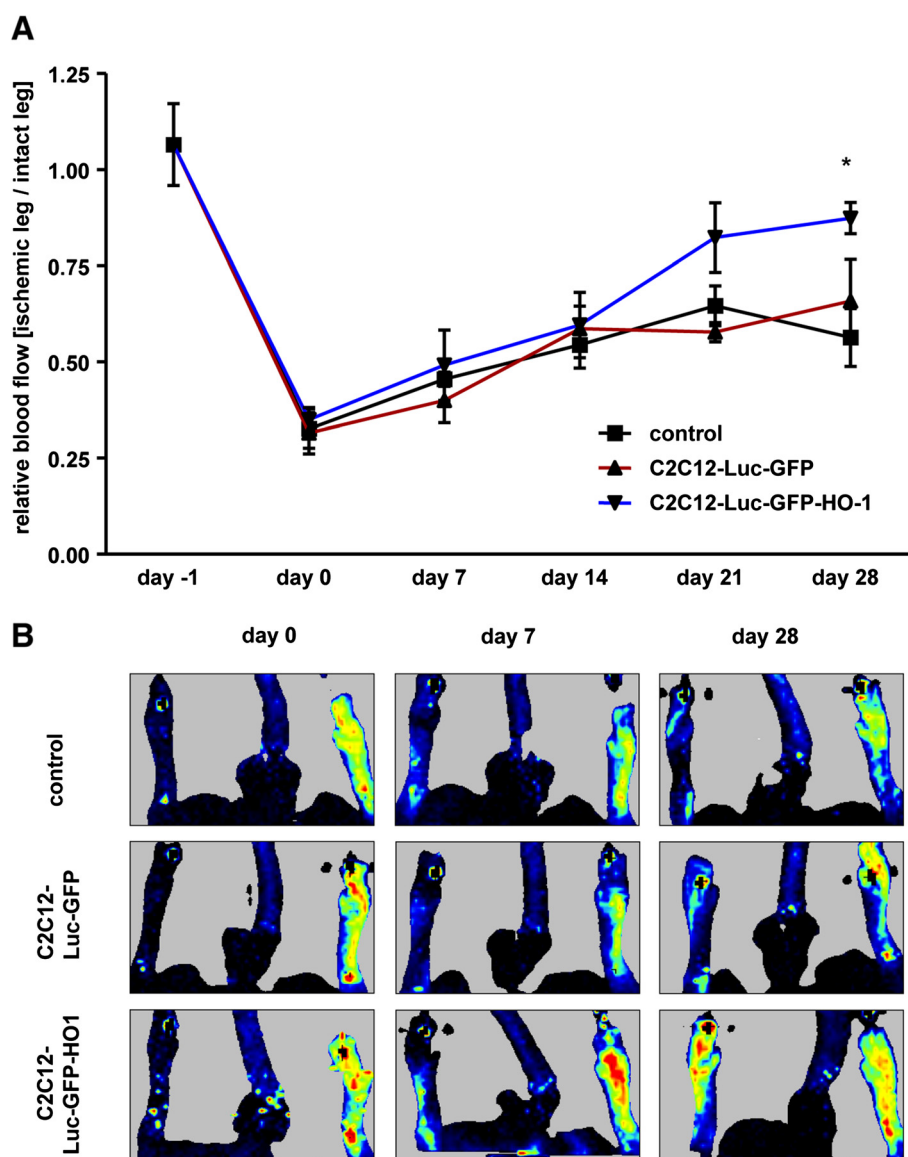 A
relative blood flow [ischemic leg / intact leg]
1.25
1.00
0.75
0.50
0.25
0.00
*
control
C2C12-Luc-GFP
C2C12-Luc-GFP-HO-1
day -1 day 0 day 7 day 14 day 21 day 28
B
day 0 day 7 day 28
control
C2C12-
Luc-GFP
C2C12-
Luc-GFP-HO1